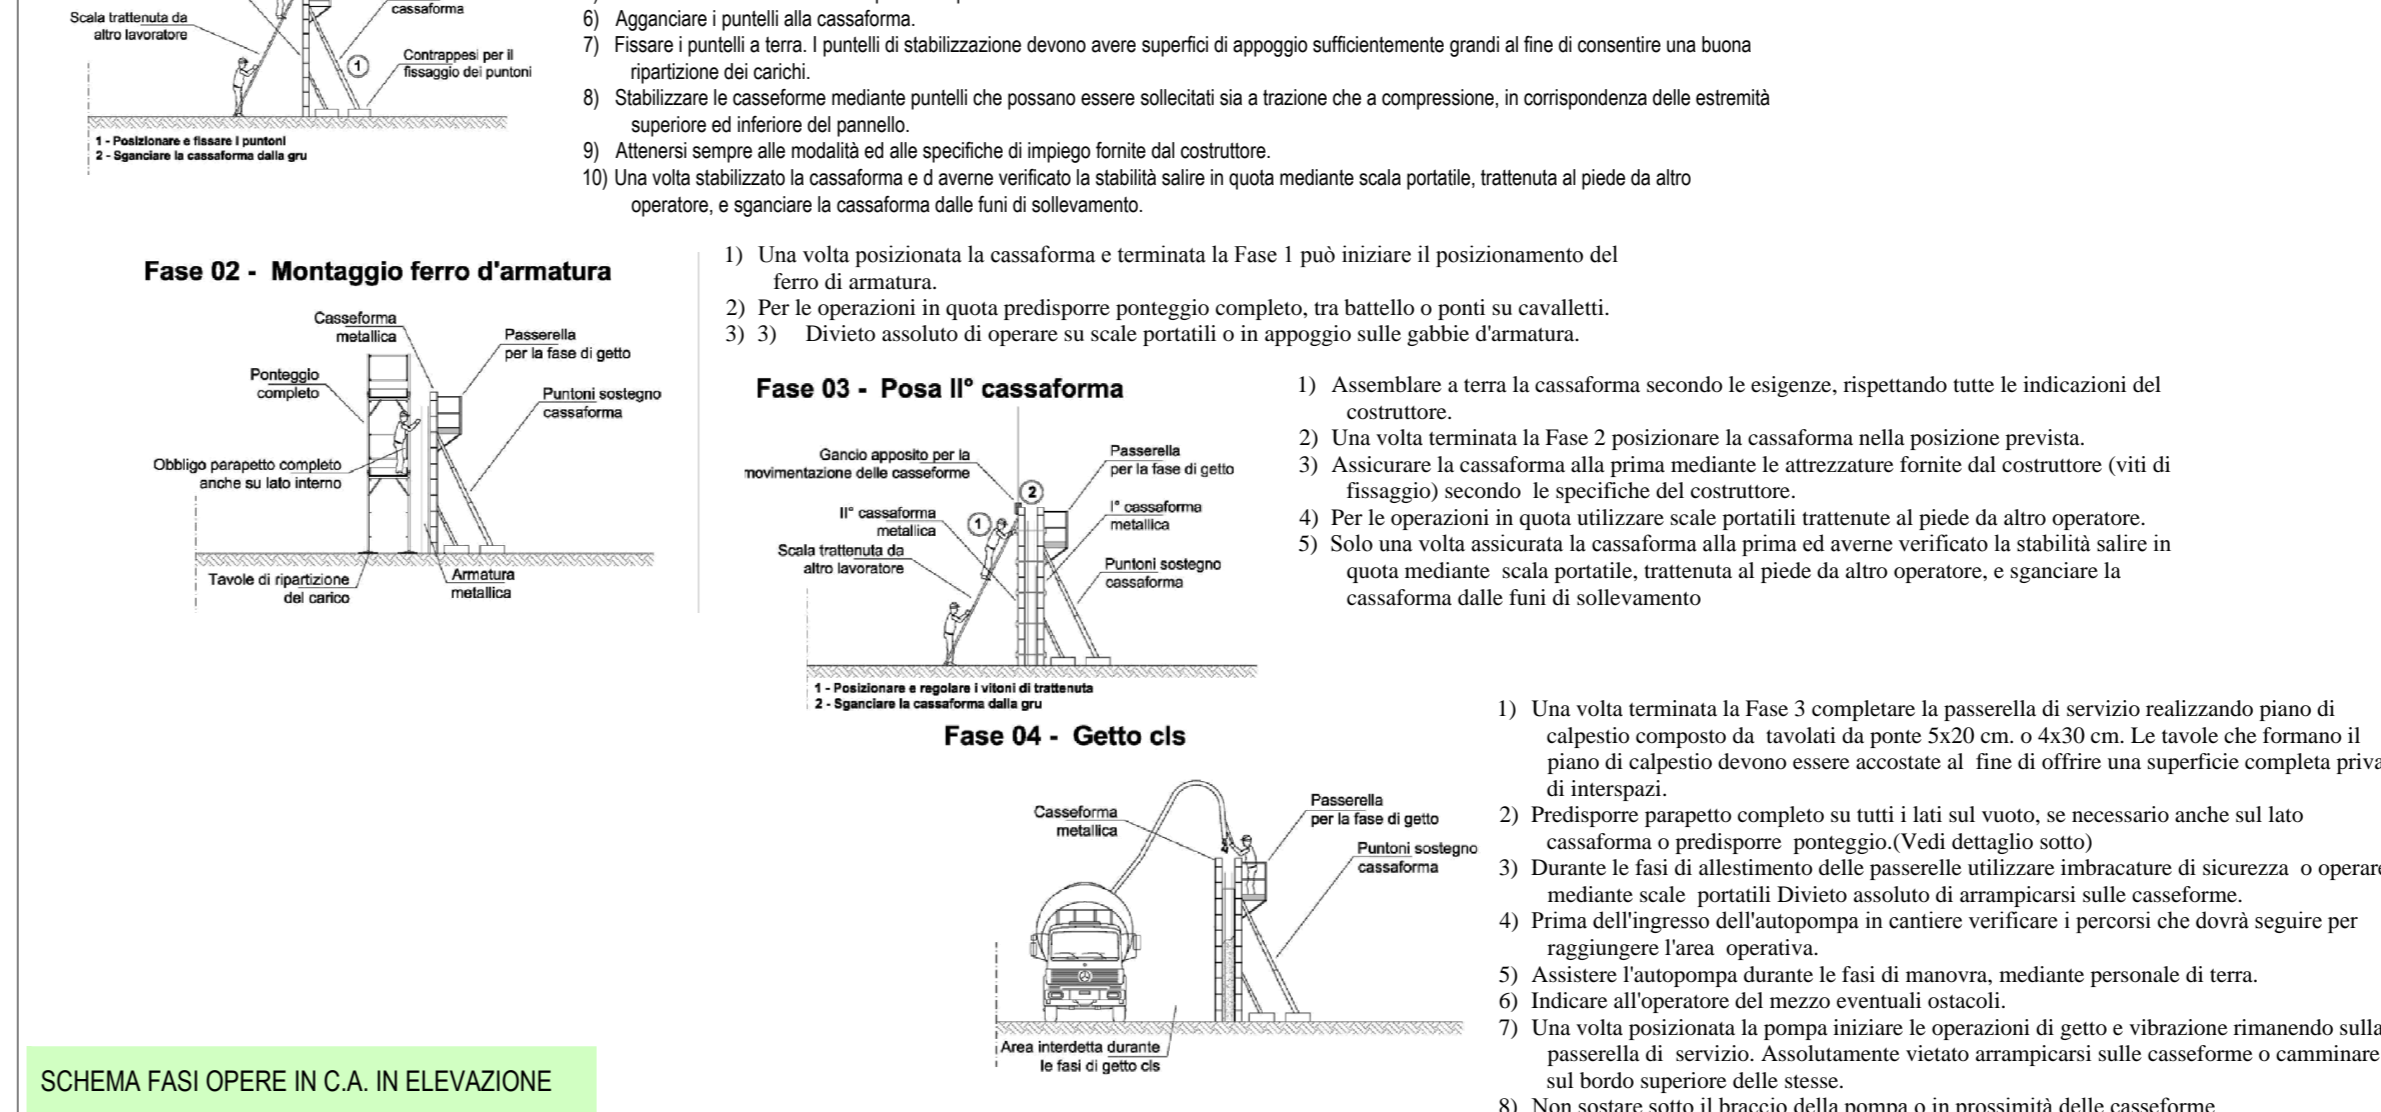 cassaforma
Scala trattenuta da
altro lavoratore
Contrappesi per il
fissaggio dei puntoni
1
1 - Posizionare e fissare i puntoni
2 - Sganciare la cassaforma dalla gru
6) Agganciare i puntelli alla cassaforma.
7) Fissare i puntelli a terra. I puntelli di stabilizzazione devono avere superfici di appoggio sufficientemente grandi al fine di consentire una buona
ripartizione dei carichi.
8) Stabilizzare le casseforme mediante puntelli che possano essere sollecitati sia a trazione che a compressione, in corrispondenza delle estremità
superiore ed inferiore del pannello.
9) Attenersi sempre alle modalità ed alle specifiche di impiego fornite dal costruttore.
10) Una volta stabilizzato la cassaforma e d averne verificato la stabilità salire in quota mediante scala portatile, trattenuta al piede da altro
operatore, e sganciare la cassaforma dalle funi di sollevamento.
Fase 02 - Montaggio ferro d'armatura
Casseforma
metallica
Passerella
per la fase di getto
Ponteggio
completo
Puntoni sostegno
cassaforma
Obbligo parapetto completo
anche su lato interno
Tavole di ripartizione
del carico
Armatura
metallica
1) Una volta posizionata la cassaforma e terminata la Fase 1 può iniziare il posizionamento del
ferro di armatura.
2) Per le operazioni in quota predisporre ponteggio completo, tra battello o ponti su cavalletti.
3) 3) Divieto assoluto di operare su scale portatili o in appoggio sulle gabbie d'armatura.
Fase 03 - Posa II° cassaforma
Gancio apposito per la
movimentazione delle casseforme
Passerella
per la fase di getto
2
II° cassaforma
metallica
1
I° cassaforma
metallica
Scala trattenuta da
altro lavoratore
Puntoni sostegno
cassaforma
1 - Posizionare e regolare i vitoni di trattenuta
2 - Sganciare la cassaforma dalla gru
1) Assemblare a terra la cassaforma secondo le esigenze, rispettando tutte le indicazioni del
costruttore.
2) Una volta terminata la Fase 2 posizionare la cassaforma nella posizione prevista.
3) Assicurare la cassaforma alla prima mediante le attrezzature fornite dal costruttore (viti di
fissaggio) secondo le specifiche del costruttore.
4) Per le operazioni in quota utilizzare scale portatili trattenute al piede da altro operatore.
5) Solo una volta assicurata la cassaforma alla prima ed averne verificato la stabilità salire in
quota mediante scala portatile, trattenuta al piede da altro operatore, e sganciare la
cassaforma dalle funi di sollevamento
Fase 04 - Getto cls
Casseforma
metallica
Passerella
per la fase di getto
Puntoni sostegno
cassaforma
Area interdetta durante
le fasi di getto cls
1) Una volta terminata la Fase 3 completare la passerella di servizio realizzando piano di
calpestio composto da tavolati da ponte 5x20 cm. o 4x30 cm. Le tavole che formano il
piano di calpestio devono essere accostate al fine di offrire una superficie completa priva
di interspazi.
2) Predisporre parapetto completo su tutti i lati sul vuoto, se necessario anche sul lato
cassaforma o predisporre ponteggio.(Vedi dettaglio sotto)
3) Durante le fasi di allestimento delle passerelle utilizzare imbracature di sicurezza o operare
mediante scale portatili Divieto assoluto di arrampicarsi sulle casseforme.
4) Prima dell'ingresso dell'autopompa in cantiere verificare i percorsi che dovrà seguire per
raggiungere l'area operativa.
5) Assistere l'autopompa durante le fasi di manovra, mediante personale di terra.
6) Indicare all'operatore del mezzo eventuali ostacoli.
7) Una volta posizionata la pompa iniziare le operazioni di getto e vibrazione rimanendo sulla
passerella di servizio. Assolutamente vietato arrampicarsi sulle casseforme o camminare
sul bordo superiore delle stesse.
8) Non sostare sotto il braccio della pompa o in prossimità delle casseforme
SCHEMA FASI OPERE IN C.A. IN ELEVAZIONE